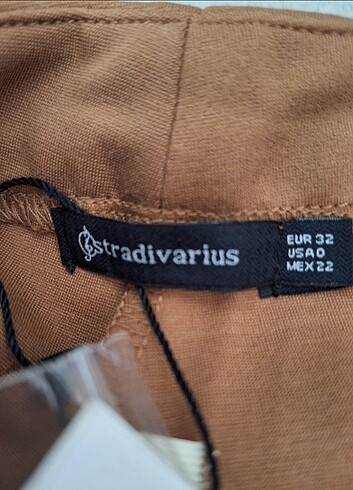 stradivarius
EUR 32
USA 0
MEX 22